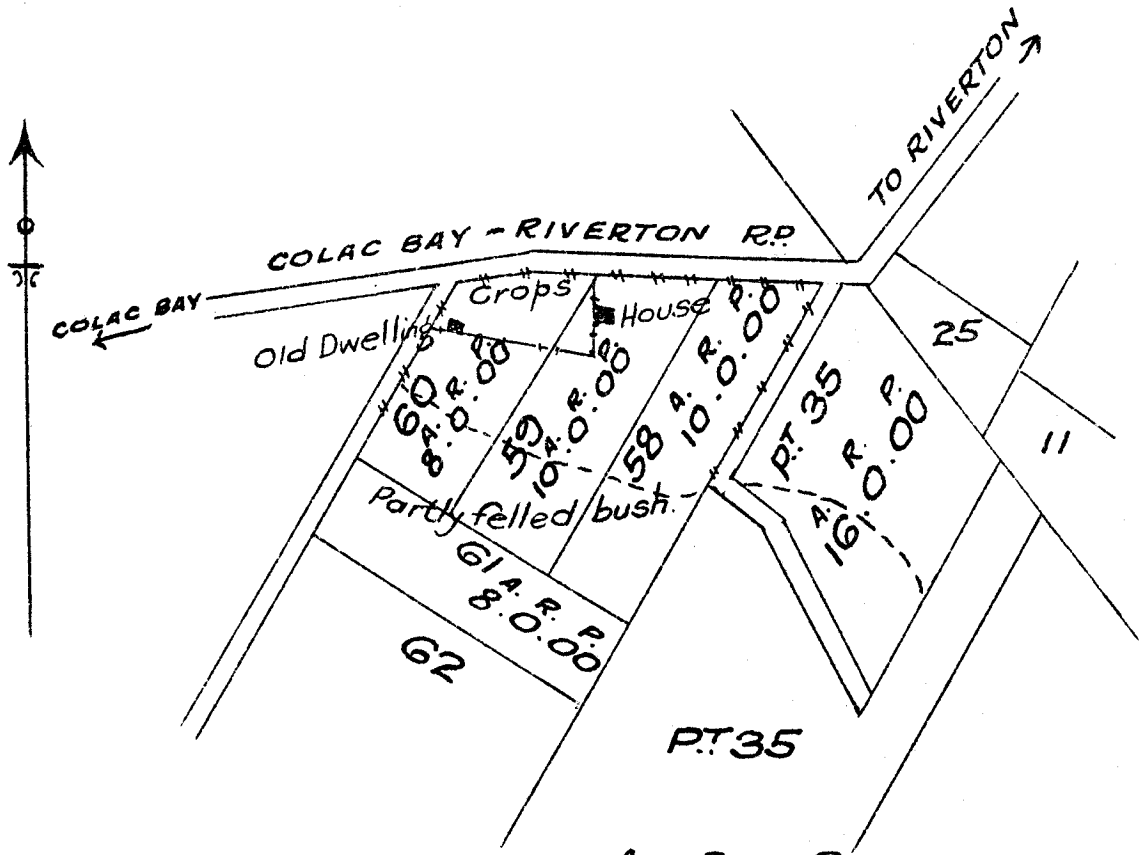 TO RIVERTON
COLAC BAY - RIVERTON RD.
COLAC BAY
Crops
House
Old Dwelling
25
11
60
A. R. P.
8.0.00
59
A. R. P.
10.0.00
58
A. R. P.
10.0.00
PT 35
A. R. P.
16.0.00
Partly felled bush.
61
A. R. P.
8.0.00
62
PT 35